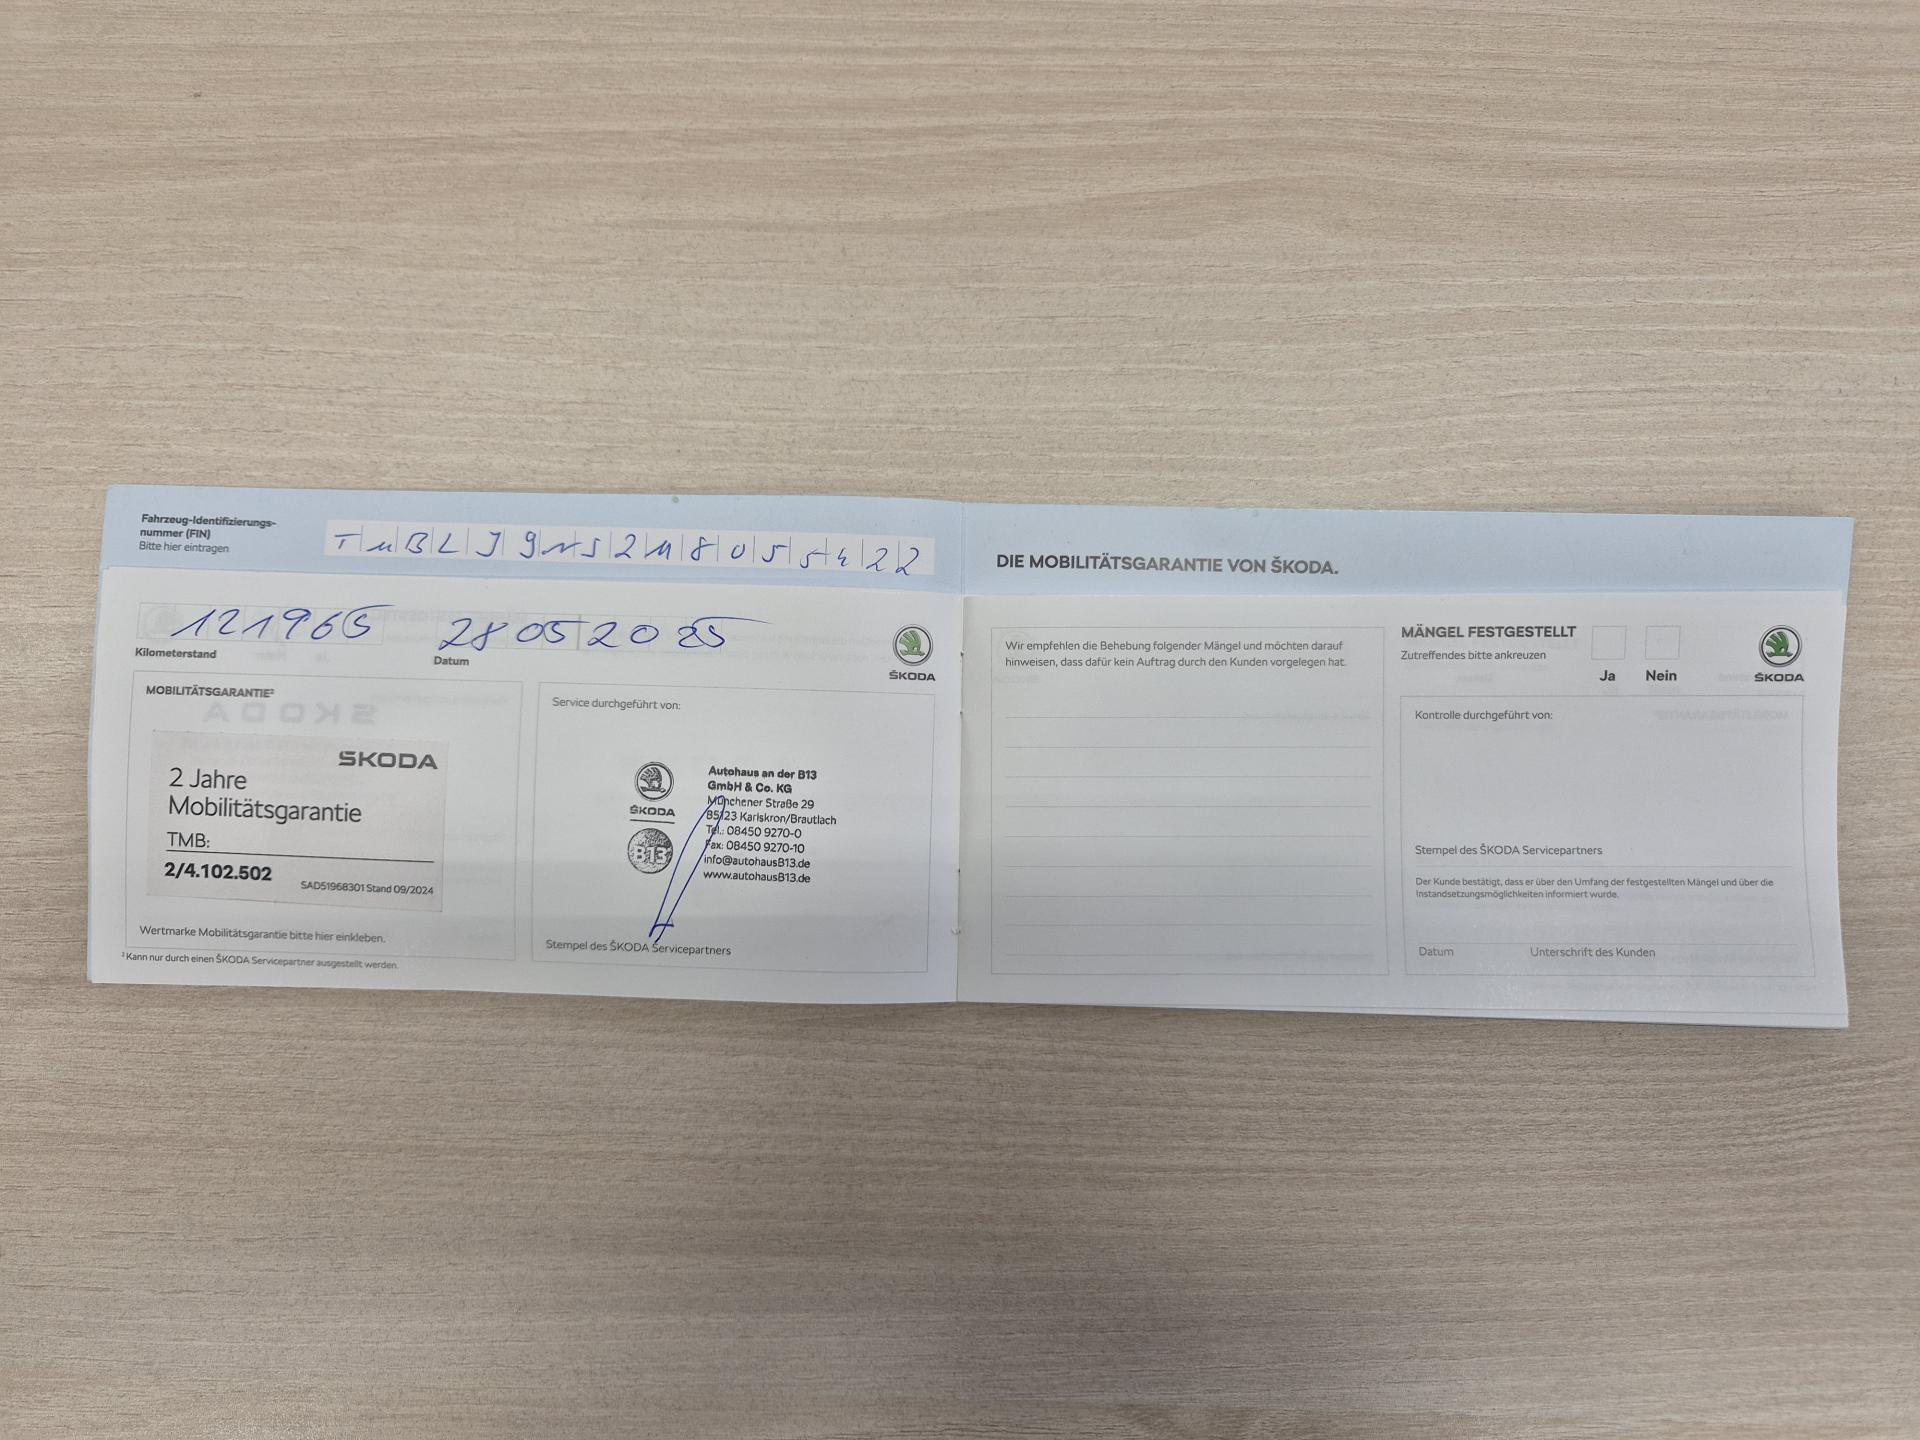 Fahrzeug-Identifizierungs-
nummer (FIN)
Bitte hier eintragen
TMBLJ9NS2M8055422
121965
Kilometerstand
28 05 2025
Datum
ŠKODA
MOBILITÄTSGARANTIE²
ŠKODA
2 Jahre
Mobilitätsgarantie
TMB:
2/4.102.502
SAD51968301 Stand 09/2024
Wertmarke Mobilitätsgarantie bitte hier einkleben.
² Kann nur durch einen ŠKODA Servicepartner ausgestellt werden.
Service durchgeführt von:
ŠKODA
B13
Autohaus an der B13
GmbH & Co. KG
Münchener Straße 29
85123 Karlskron/Brautlach
Tel.: 08450 9270-0
Fax: 08450 9270-10
info@autohausB13.de
www.autohausB13.de
Stempel des ŠKODA Servicepartners
DIE MOBILITÄTSGARANTIE VON ŠKODA.
Wir empfehlen die Behebung folgender Mängel und möchten darauf
hinweisen, dass dafür kein Auftrag durch den Kunden vorgelegen hat.
MÄNGEL FESTGESTELLT
Zutreffendes bitte ankreuzen
Ja Nein
ŠKODA
Kontrolle durchgeführt von:
Stempel des ŠKODA Servicepartners
Der Kunde bestätigt, dass er über den Umfang der festgestellten Mängel und über die
Instandsetzungsmöglichkeiten informiert wurde.
Datum Unterschrift des Kunden